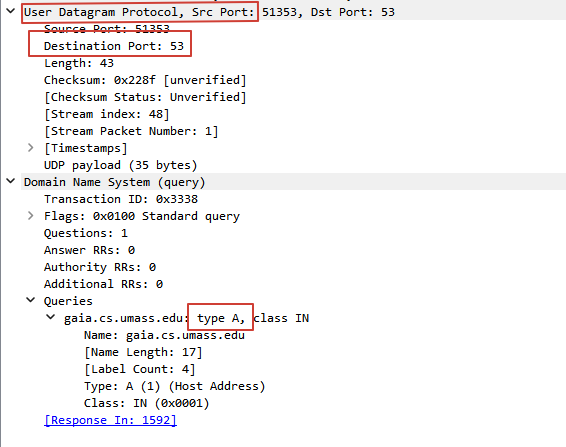 User Datagram Protocol, Src Port: 51353, Dst Port: 53
Source Port: 51353
Destination Port: 53
Length: 43
Checksum: 0x228f [unverified]
[Checksum Status: Unverified]
[Stream index: 48]
[Stream Packet Number: 1]
[Timestamps]
UDP payload (35 bytes)
Domain Name System (query)
Transaction ID: 0x3338
Flags: 0x0100 Standard query
Questions: 1
Answer RRs: 0
Authority RRs: 0
Additional RRs: 0
Queries
gaia.cs.umass.edu: type A, class IN
Name: gaia.cs.umass.edu
[Name Length: 17]
[Label Count: 4]
Type: A (1) (Host Address)
Class: IN (0x0001)
[Response In: 1592]